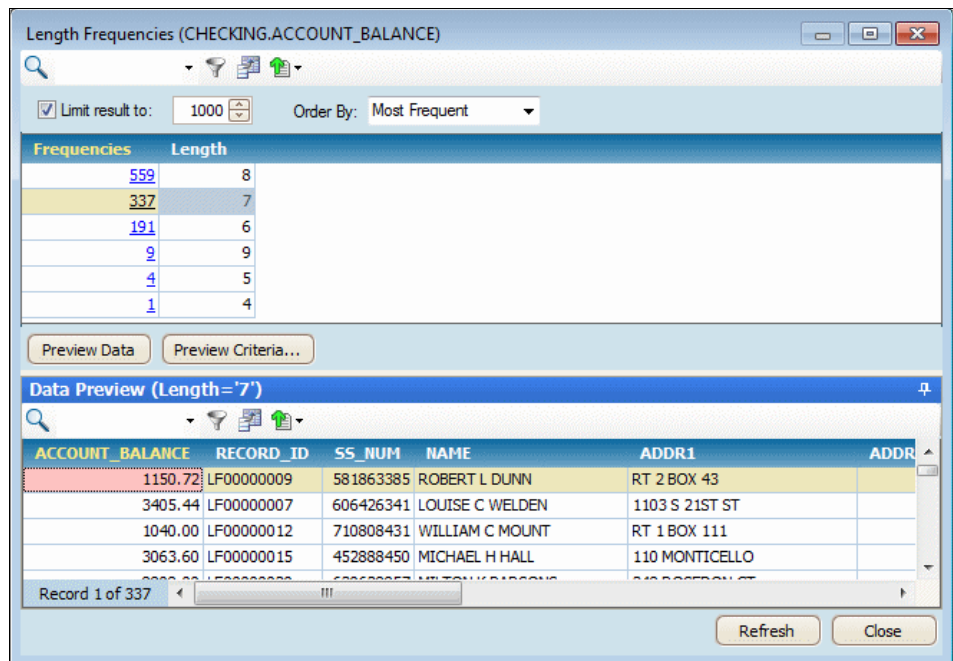 Length Frequencies (CHECKING.ACCOUNT_BALANCE)
Limit result to: 1000 Order By: Most Frequent
Frequencies Length
559 8
337 7
191 6
9 9
4 5
1 4
Preview Data Preview Criteria...
Data Preview (Length='7')
ACCOUNT_BALANCE RECORD_ID SS_NUM NAME ADDR1 ADDR
1150.72 LF00000009 581863385 ROBERT L DUNN RT 2 BOX 43
3405.44 LF00000007 606426341 LOUISE C WELDEN 1103 S 21ST ST
1040.00 LF00000012 710808431 WILLIAM C MOUNT RT 1 BOX 111
3063.60 LF00000015 452888450 MICHAEL H HALL 110 MONTICELLO
Record 1 of 337
Refresh Close